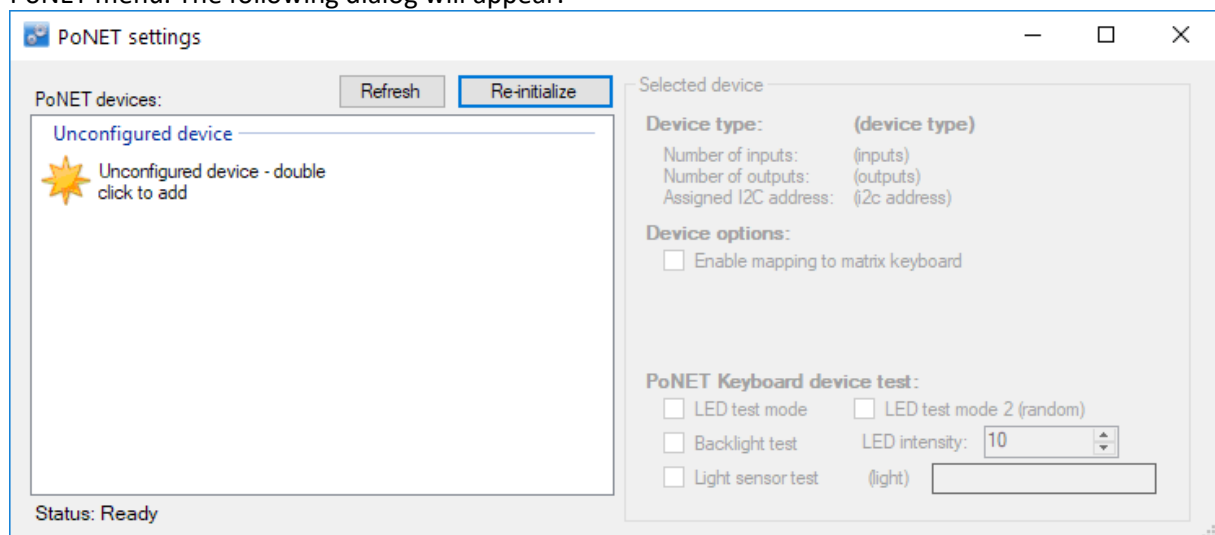 PoNET menu. The following dialog will appear:
PoNET settings
PoNET devices:
Refresh
Re-initialize
Unconfigured device
Unconfigured device - double
click to add
Status: Ready
Selected device
Device type: (device type)
Number of inputs: (inputs)
Number of outputs: (outputs)
Assigned I2C address: (i2c address)
Device options:
Enable mapping to matrix keyboard
PoNET Keyboard device test:
LED test mode LED test mode 2 (random)
Backlight test LED intensity: 10
Light sensor test (light)